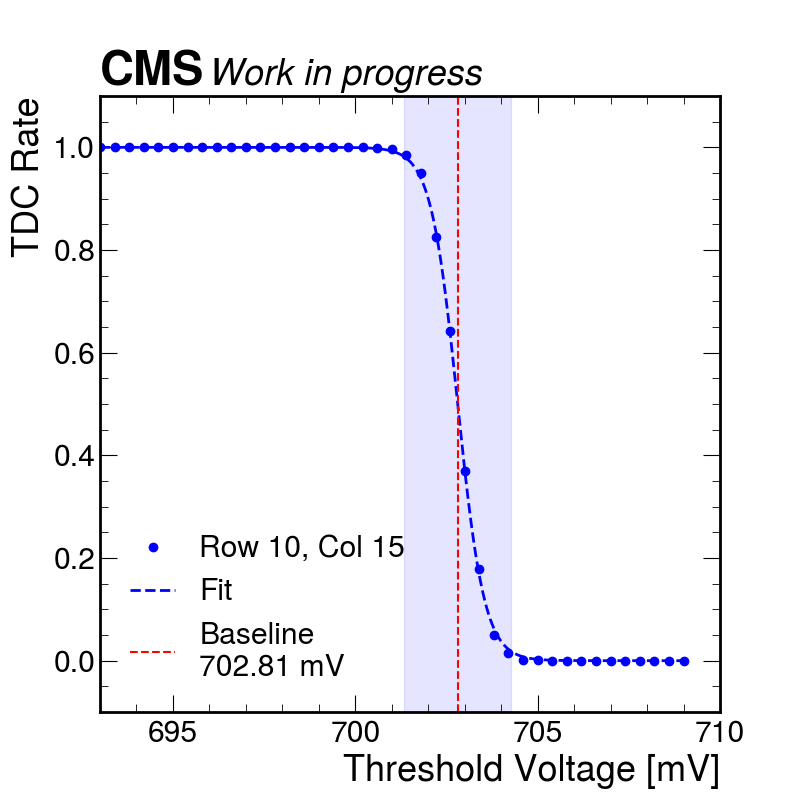 CMS Work in progress
TDC Rate
1.0
0.8
0.6
0.4
0.2
0.0
Row 10, Col 15
Fit
Baseline
702.81 mV
695
700
705
710
Threshold Voltage [mV]